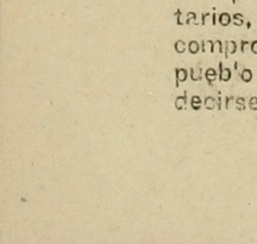 tarios,
compro
pueb'o
decirse